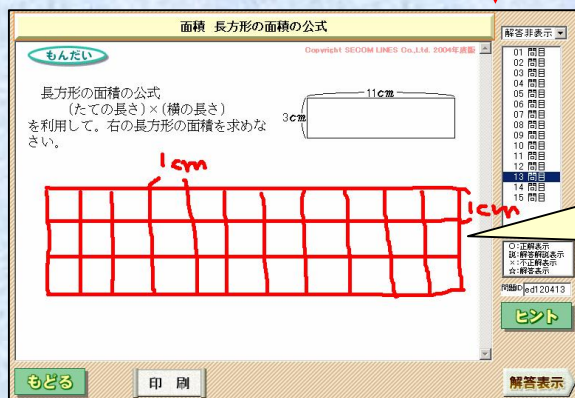 面積 長方形の面積の公式
解答非表示
もんだい
Copyright SECOM LINES Co.,Ltd. 2004年度版
長方形の面積の公式
(たての長さ)×(横の長さ)
を利用して。右の長方形の面積を求めな
さい。
11cm
3cm
1cm
1cm
01 問目
02 問目
03 問目
04 問目
05 問目
06 問目
07 問目
08 問目
09 問目
10 問目
11 問目
12 問目
13 問目
14 問目
15 問目
○:正解表示
説:解答解説表示
×:不正解表示
☆:解答表示
問題ID ed120413
ヒント
もどる
印 刷
解答表示